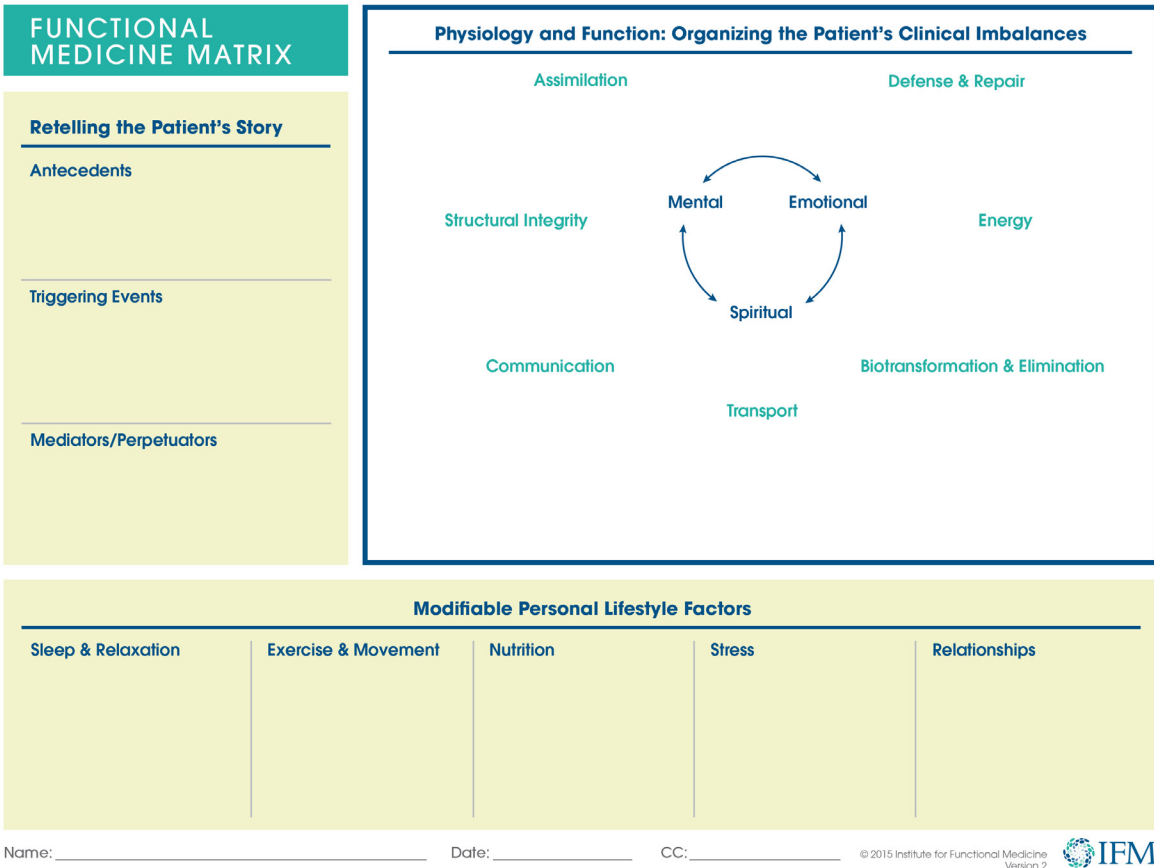 FUNCTIONAL
MEDICINE MATRIX
Retelling the Patient's Story
Antecedents
Triggering Events
Mediators/Perpetuators
Physiology and Function: Organizing the Patient's Clinical Imbalances
Assimilation
Defense & Repair
Mental
Emotional
Structural Integrity
Energy
Spiritual
Communication
Biotransformation & Elimination
Transport
Modifiable Personal Lifestyle Factors
Sleep & Relaxation
Exercise & Movement
Nutrition
Stress
Relationships
Name:
Date:
CC:
© 2015 Institute for Functional Medicine
Version 2
IFM